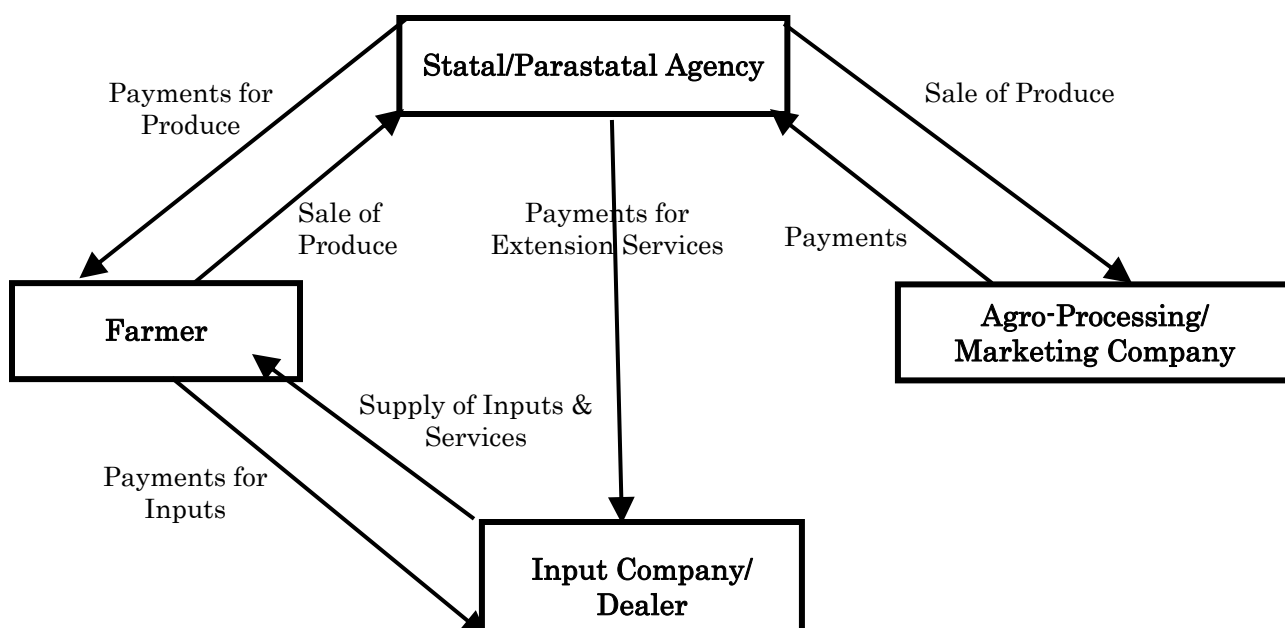 Statal/Parastatal Agency
Payments for
Produce
Sale of Produce
Sale of
Produce
Payments for
Extension Services
Payments
Farmer
Agro-Processing/
Marketing Company
Supply of Inputs &
Services
Payments for
Inputs
Input Company/
Dealer